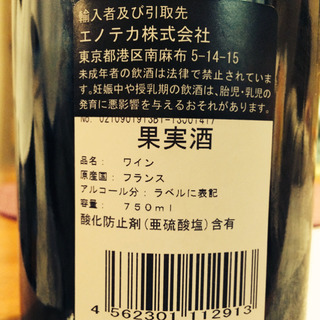 輸入者及び引取先
エノテカ株式会社
東京都港区南麻布 5-14-15
未成年者の飲酒は法律で禁止されていま
す。妊娠中や授乳期の飲酒は、胎児・乳児の
発育に悪影響を与えるおそれがあります。
果実酒
品名： ワイン
原産国： フランス
アルコール分： ラベルに表記
容量： 750ml
酸化防止剤(亜硫酸塩)含有
4 562301 112913